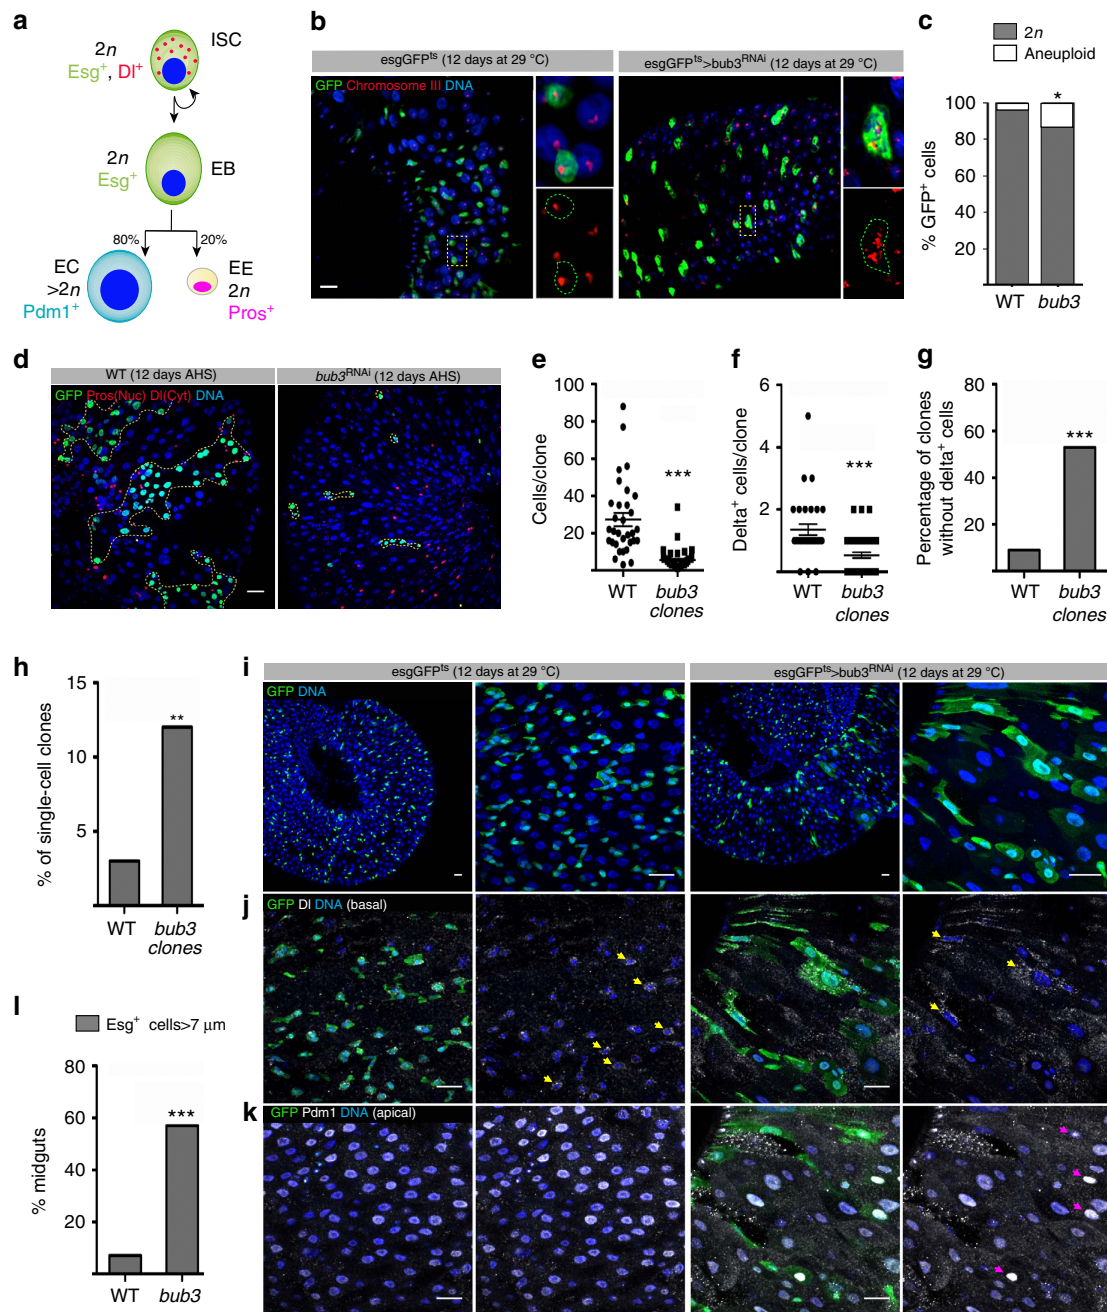 a
2n
Esg+, Dl+
ISC
2n
Esg+
EB
80%
20%
EC
>2n
Pdm1+
EE
2n
Pros+
b
esgGFPts (12 days at 29 °C)
esgGFPts>bub3RNAi (12 days at 29 °C)
GFP Chromosome III DNA
c
2n
Aneuploid
*
% GFP+ cells
100
80
60
40
20
WT
bub3
d
WT (12 days AHS)
bub3RNAi (12 days AHS)
GFP Pros(Nuc) Dl(Cyt) DNA
e
Cells/clone
100
80
60
40
20
0
***
WT
bub3
clones
f
Delta+ cells/clone
6
4
2
0
***
WT
bub3
clones
g
Percentage of clones
without delta+ cells
80
60
40
20
0
***
WT
bub3
clones
h
% of single-cell clones
15
10
5
**
WT
bub3
clones
i
esgGFPts (12 days at 29 °C)
esgGFPts>bub3RNAi (12 days at 29 °C)
GFP DNA
j
GFP Dl DNA (basal)
k
GFP Pdm1 DNA (apical)
l
Esg+ cells>7 µm
% midguts
80
60
40
20
***
WT
bub3